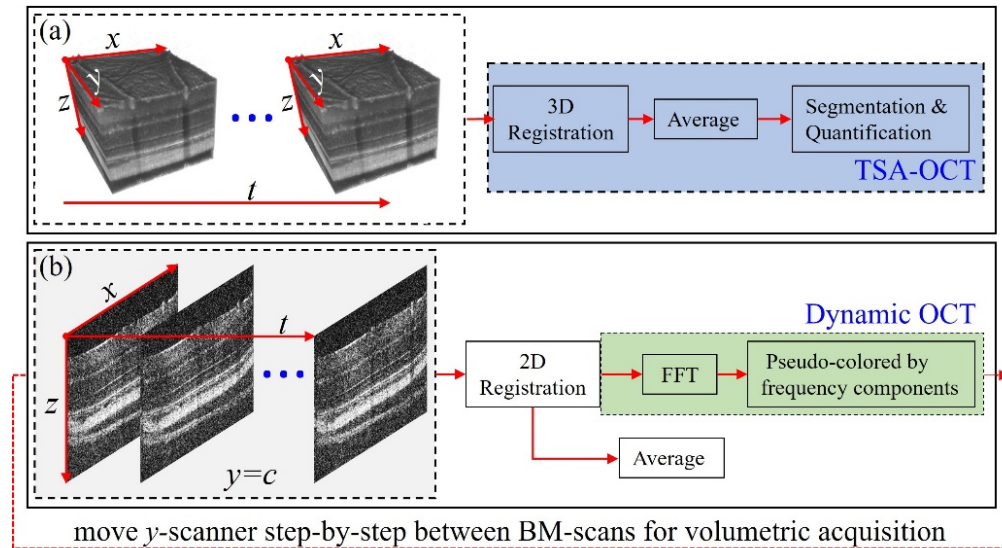 (a)
x
y
z
x
y
z
t
3D
Registration
Average
Segmentation &
Quantification
TSA-OCT
(b)
x
t
z
y=c
2D
Registration
Dynamic OCT
FFT
Pseudo-colored by
frequency components
Average
move y-scanner step-by-step between BM-scans for volumetric acquisition